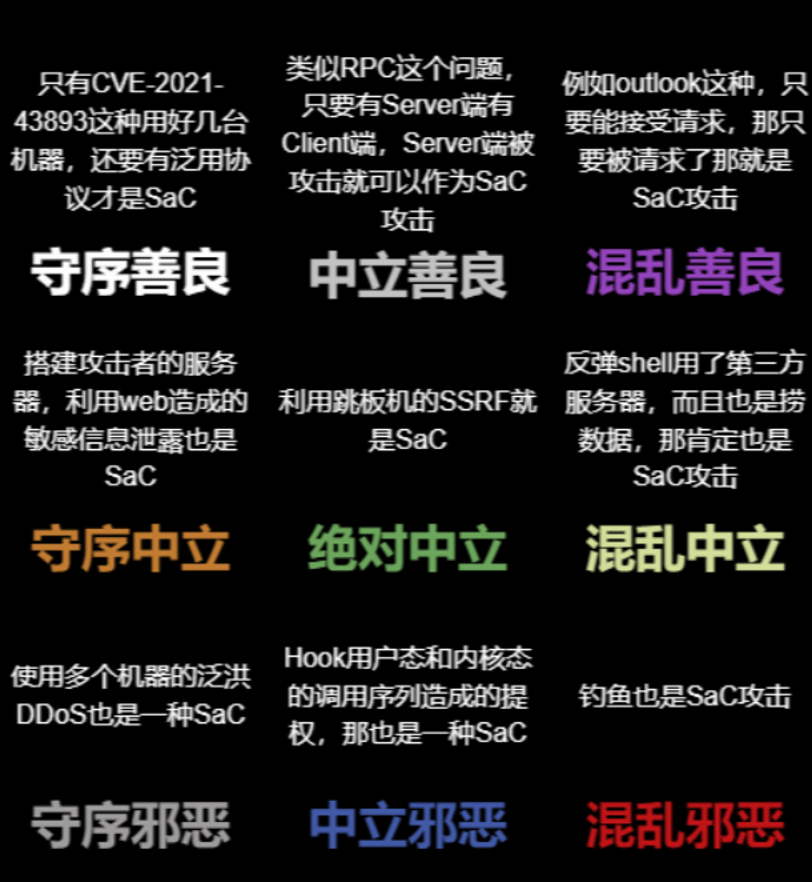 只有CVE-2021-
43893这种用好几台
机器，还要有泛用协
议才是SaC
守序善良
类似RPC这个问题，
只要有Server端有
Client端，Server端被
攻击就可以作为SaC
攻击
中立善良
例如outlook这种，只
要能接受请求，那只
要被请求了那就是
SaC攻击
混乱善良
搭建攻击者的服务
器，利用web造成的
敏感信息泄露也是
SaC
守序中立
利用跳板机的SSRF就
是SaC
绝对中立
反弹shell用了第三方
服务器，而且也是捞
数据，那肯定也是
SaC攻击
混乱中立
使用多个机器的泛洪
DDoS也是一种SaC
守序邪恶
Hook用户态和内核态
的调用序列造成的提
权，那也是一种SaC
中立邪恶
钓鱼也是SaC攻击
混乱邪恶